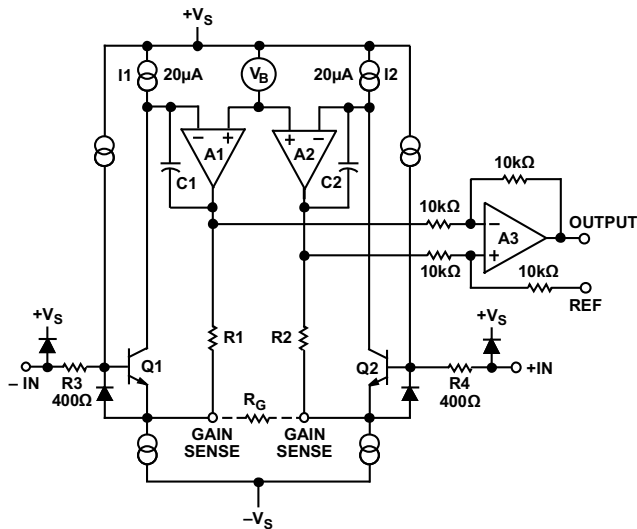 +VS
I1 20µA VB 20µA I2
− + + −
A1 A2
C1 C2
10kΩ
10kΩ − OUTPUT
A3
10kΩ + 10kΩ
REF
R1 R2
+VS +VS
− IN Q1 Q2 +IN
R3 R4
400Ω RG 400Ω
GAIN GAIN
SENSE SENSE
−VS